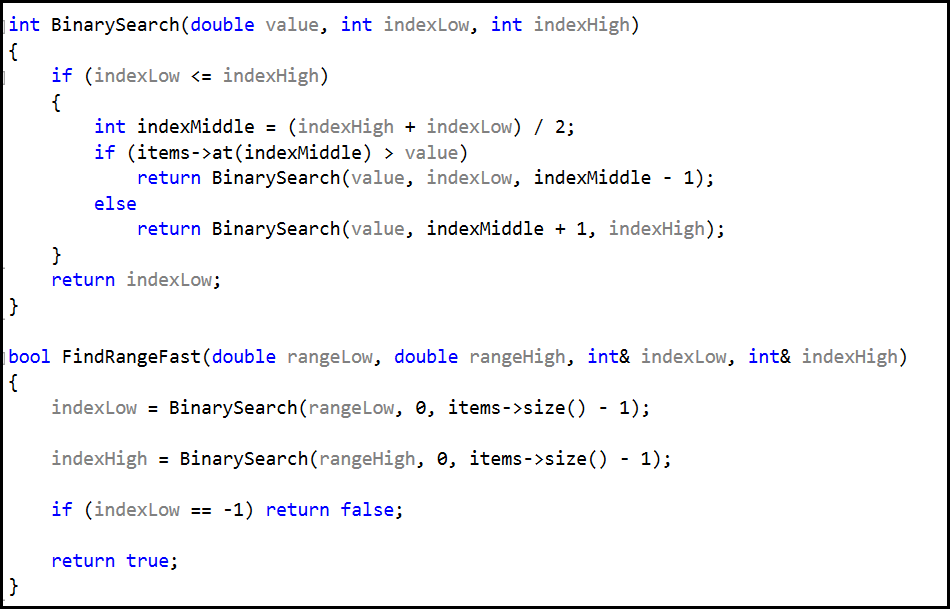 int BinarySearch(double value, int indexLow, int indexHigh)
{
    if (indexLow <= indexHigh)
    {
        int indexMiddle = (indexHigh + indexLow) / 2;
        if (items->at(indexMiddle) > value)
            return BinarySearch(value, indexLow, indexMiddle - 1);
        else
            return BinarySearch(value, indexMiddle + 1, indexHigh);
    }
    return indexLow;
}

bool FindRangeFast(double rangeLow, double rangeHigh, int& indexLow, int& indexHigh)
{
    indexLow = BinarySearch(rangeLow, 0, items->size() - 1);

    indexHigh = BinarySearch(rangeHigh, 0, items->size() - 1);

    if (indexLow == -1) return false;

    return true;
}